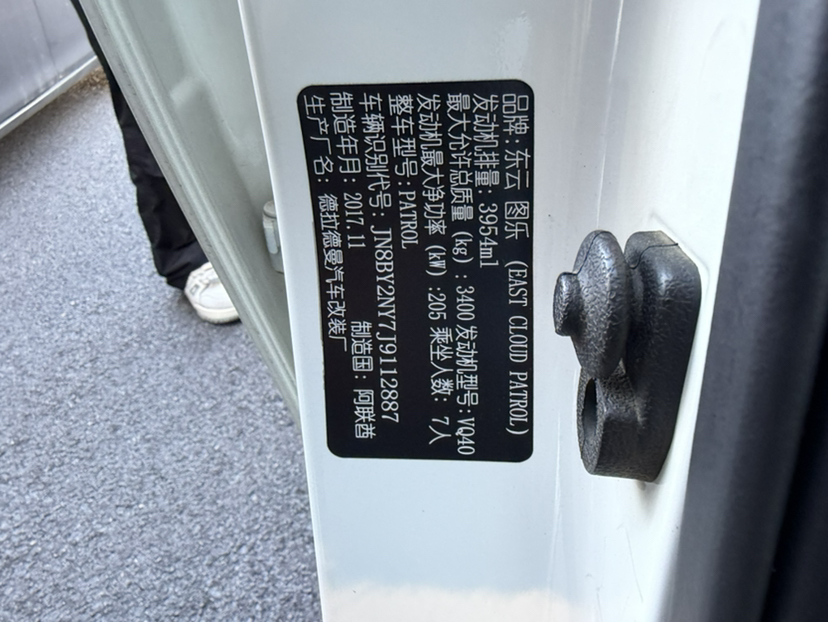 品牌: 东云 图乐 (EAST CLOUD PATROL)
发动机排量: 3954ml
最大允许总质量 (kg) : 3400 发动机型号: VQ40
发动机最大净功率 (kW) :205 乘坐人数: 7人
整车型号: PATROL
车辆识别代号: JN8BY2NY7J9112887
制造年月: 2017.11 制造国: 阿联酋
生产厂名: 德拉德曼汽车改装厂